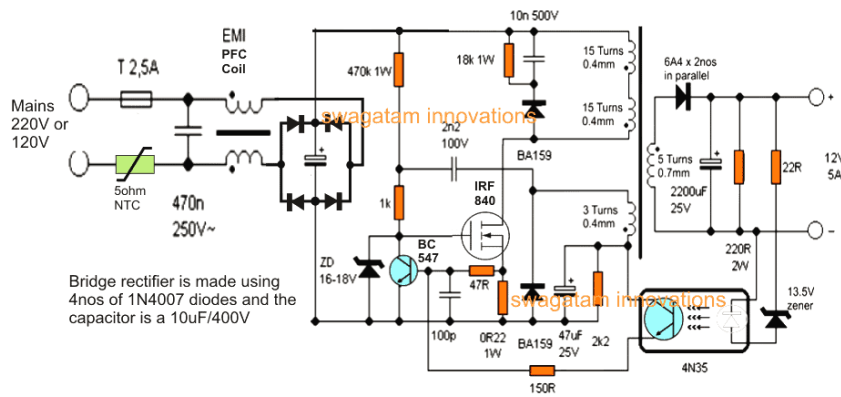 10n 500V
EMI
PFC
Coil
T 2,5A
470k 1W
18k 1W
15 Turns
0.4mm
6A4 x 2nos
in parallel
Mains
220V or
120V
swagatam innovations
2n2
100V
15 Turns
0.4mm
+
+
BA159
5 Turns
0.7mm
22R
12V
5A
5ohm
NTC
470n
250V~
1k
IRF
840
3 Turns
0.4mm
2200uF
25V
+
+
BC
547
ZD
16-18V
220R
2W
Bridge rectifier is made using
4nos of 1N4007 diodes and the
capacitor is a 10uF/400V
47R
swagatam innovations
13.5V
zener
100p
0R22
1W
BA159
47uF
25V
2k2
4N35
150R